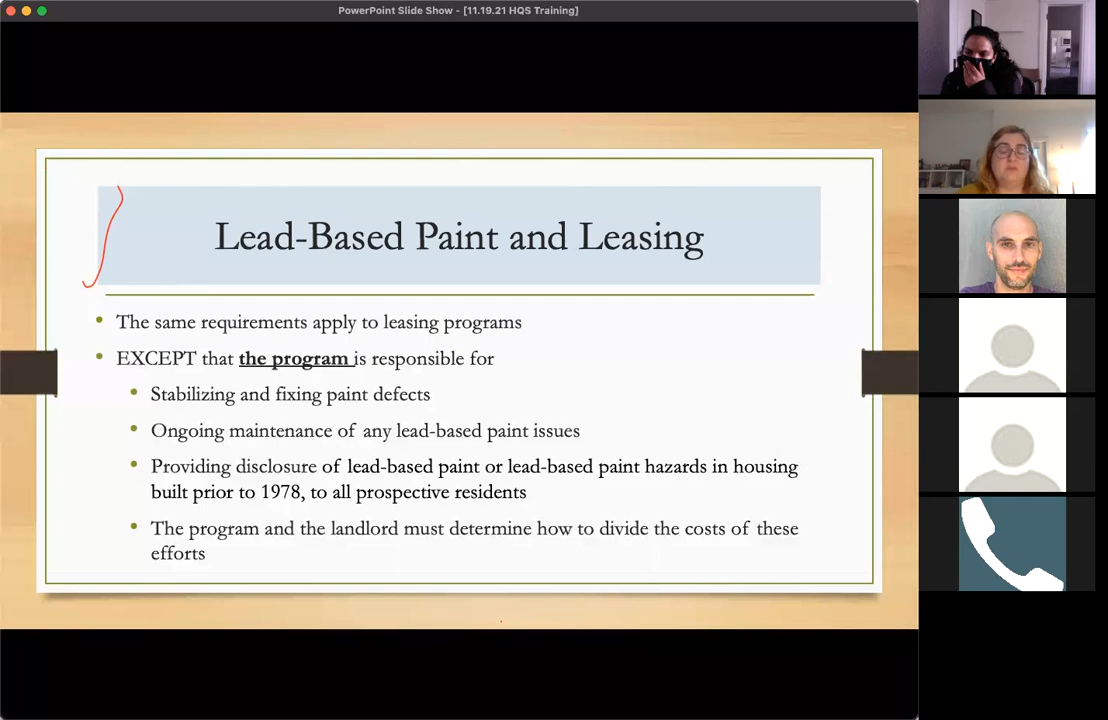 PowerPoint Slide Show - [11.19.21 HQS Training]
Lead-Based Paint and Leasing
The same requirements apply to leasing programs
EXCEPT that the program is responsible for
Stabilizing and fixing paint defects
Ongoing maintenance of any lead-based paint issues
Providing disclosure of lead-based paint or lead-based paint hazards in housing
built prior to 1978, to all prospective residents
The program and the landlord must determine how to divide the costs of these
efforts